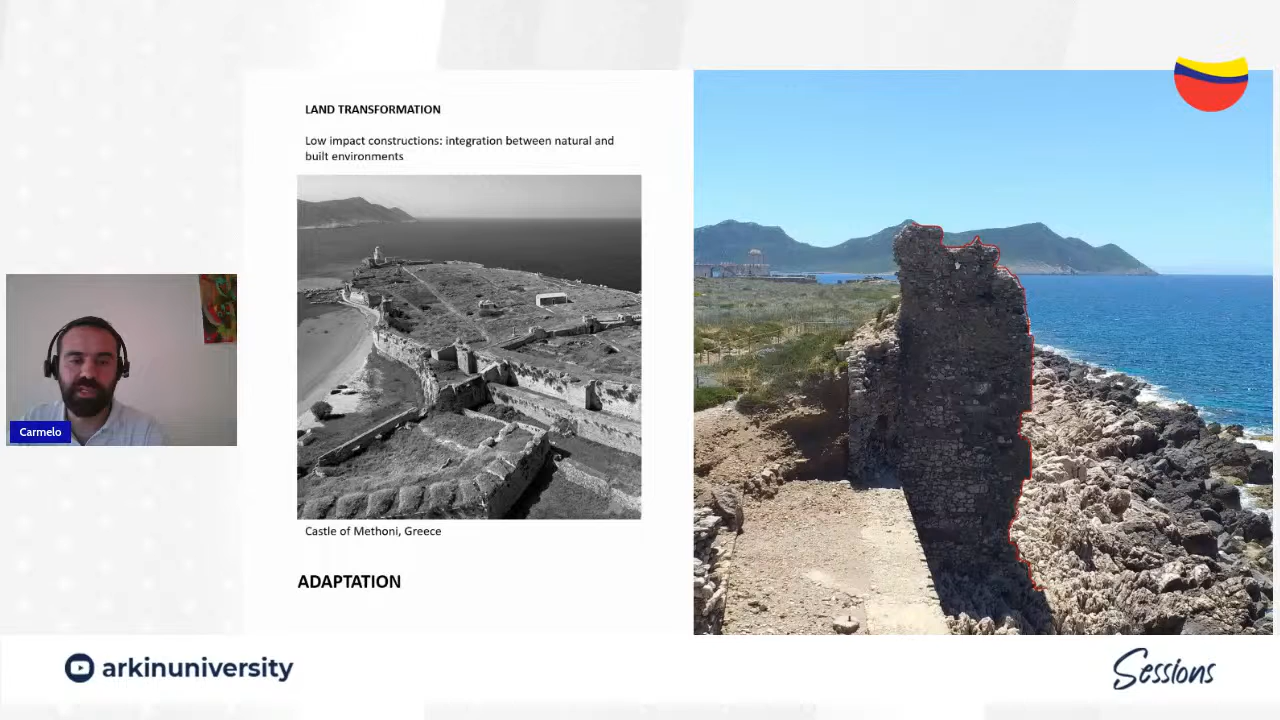 LAND TRANSFORMATION
Low impact constructions: integration between natural and
built environments
Castle of Methoni, Greece
ADAPTATION
Carmelo
arkinuniversity
Sessions